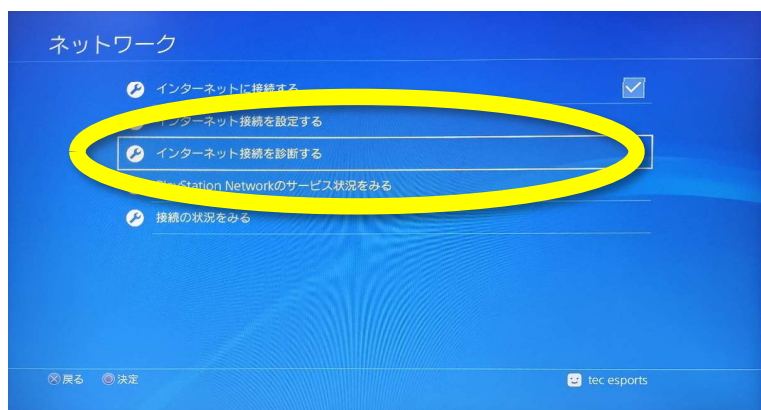 ネットワーク
インターネットに接続する
インターネット接続を設定する
インターネット接続を診断する
PlayStation Networkのサービス状況をみる
接続の状況をみる
戻る 決定
tec esports